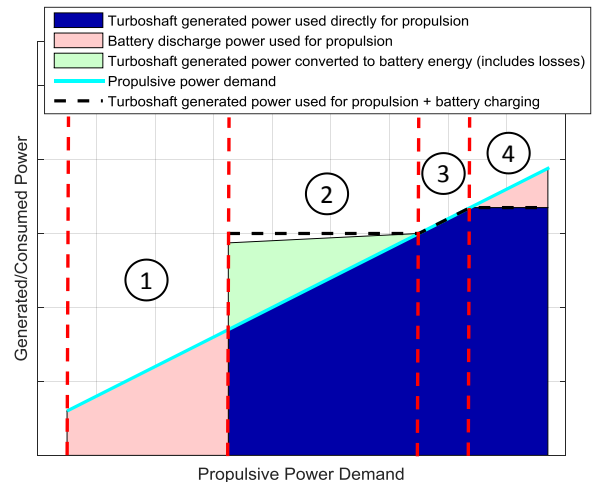 Turboshaft generated power used directly for propulsion
Battery discharge power used for propulsion
Turboshaft generated power converted to battery energy (includes losses)
Propulsive power demand
Turboshaft generated power used for propulsion + battery charging
Generated/Consumed Power
1
2
3
4
Propulsive Power Demand